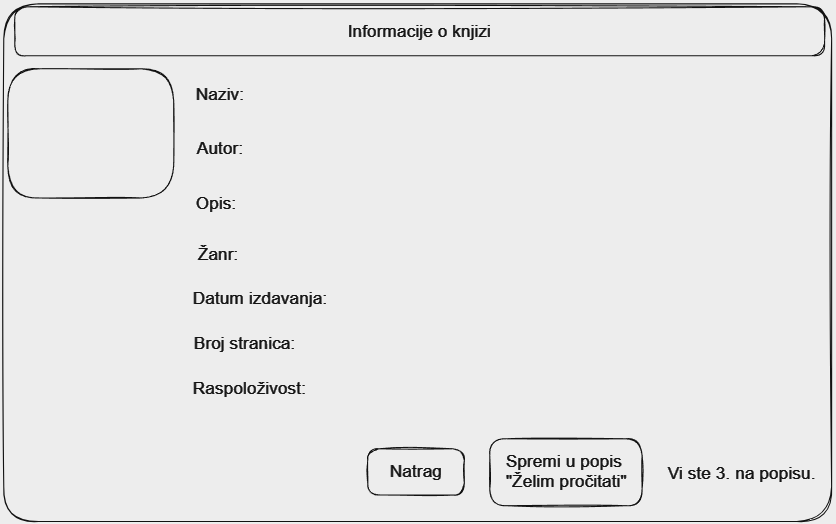 Informacije o knjizi
Naziv:
Autor:
Opis:
Žanr:
Datum izdavanja:
Broj stranica:
Raspoloživost:
Natrag
Spremi u popis
"Želim pročitati"
Vi ste 3. na popisu.